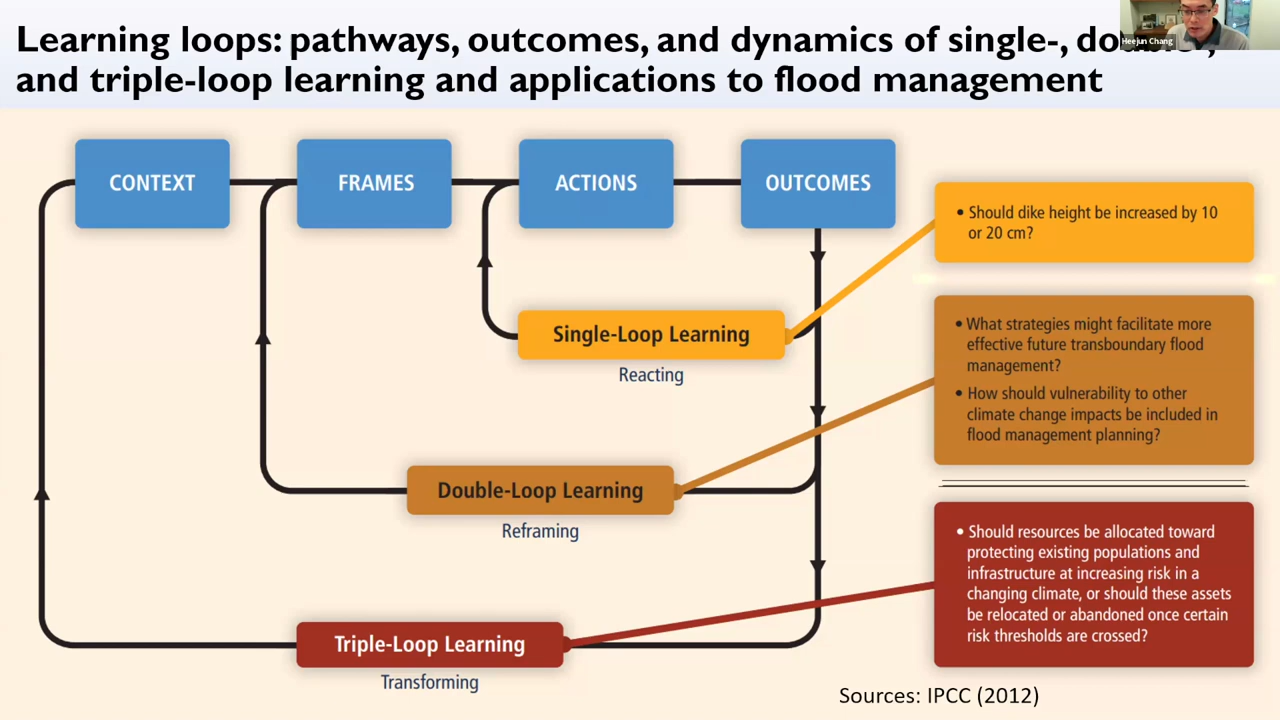 Learning loops: pathways, outcomes, and dynamics of single-, double-,
and triple-loop learning and applications to flood management
Heejun Chang
CONTEXT
FRAMES
ACTIONS
OUTCOMES
• Should dike height be increased by 10
or 20 cm?
Single-Loop Learning
Reacting
• What strategies might facilitate more
effective future transboundary flood
management?
• How should vulnerability to other
climate change impacts be included in
flood management planning?
Double-Loop Learning
Reframing
• Should resources be allocated toward
protecting existing populations and
infrastructure at increasing risk in a
changing climate, or should these assets
be relocated or abandoned once certain
risk thresholds are crossed?
Triple-Loop Learning
Transforming
Sources: IPCC (2012)